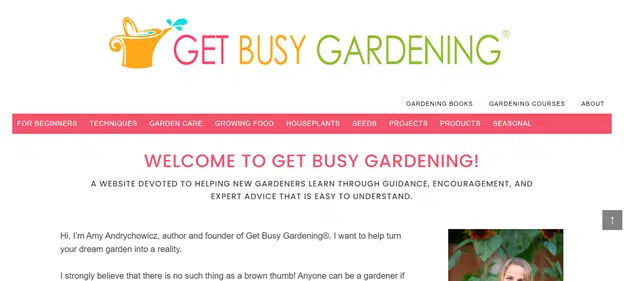 GET BUSY GARDENING®
GARDENING BOOKS GARDENING COURSES ABOUT
FOR BEGINNERS TECHNIQUES GARDEN CARE GROWING FOOD HOUSEPLANTS SEEDS PROJECTS PRODUCTS SEASONAL
WELCOME TO GET BUSY GARDENING!
A WEBSITE DEVOTED TO HELPING NEW GARDENERS LEARN THROUGH GUIDANCE, ENCOURAGEMENT, AND
EXPERT ADVICE THAT IS EASY TO UNDERSTAND.
Hi, I'm Amy Andrychowicz, author and founder of Get Busy Gardening®. I want to help turn
your dream garden into a reality.
I strongly believe that there is no such thing as a brown thumb! Anyone can be a gardener if